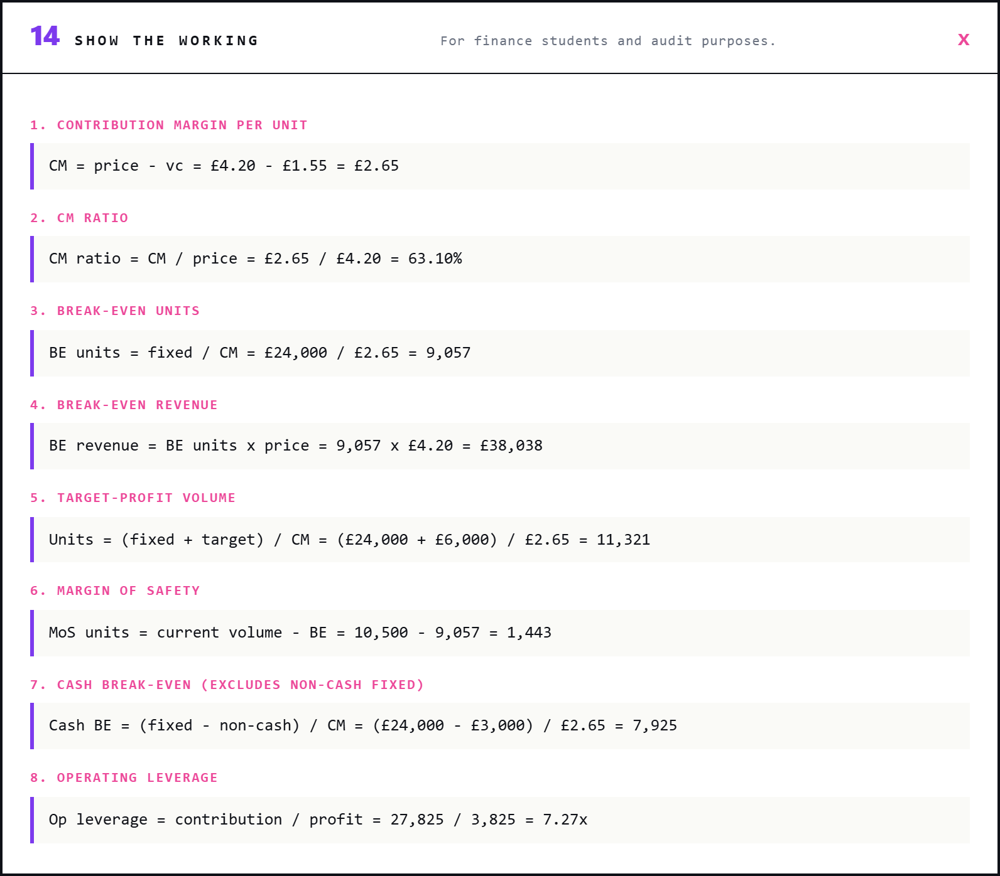 14 SHOW THE WORKING For finance students and audit purposes. X
1. CONTRIBUTION MARGIN PER UNIT
CM = price - vc = £4.20 - £1.55 = £2.65
2. CM RATIO
CM ratio = CM / price = £2.65 / £4.20 = 63.10%
3. BREAK-EVEN UNITS
BE units = fixed / CM = £24,000 / £2.65 = 9,057
4. BREAK-EVEN REVENUE
BE revenue = BE units x price = 9,057 x £4.20 = £38,038
5. TARGET-PROFIT VOLUME
Units = (fixed + target) / CM = (£24,000 + £6,000) / £2.65 = 11,321
6. MARGIN OF SAFETY
MoS units = current volume - BE = 10,500 - 9,057 = 1,443
7. CASH BREAK-EVEN (EXCLUDES NON-CASH FIXED)
Cash BE = (fixed - non-cash) / CM = (£24,000 - £3,000) / £2.65 = 7,925
8. OPERATING LEVERAGE
Op leverage = contribution / profit = 27,825 / 3,825 = 7.27x